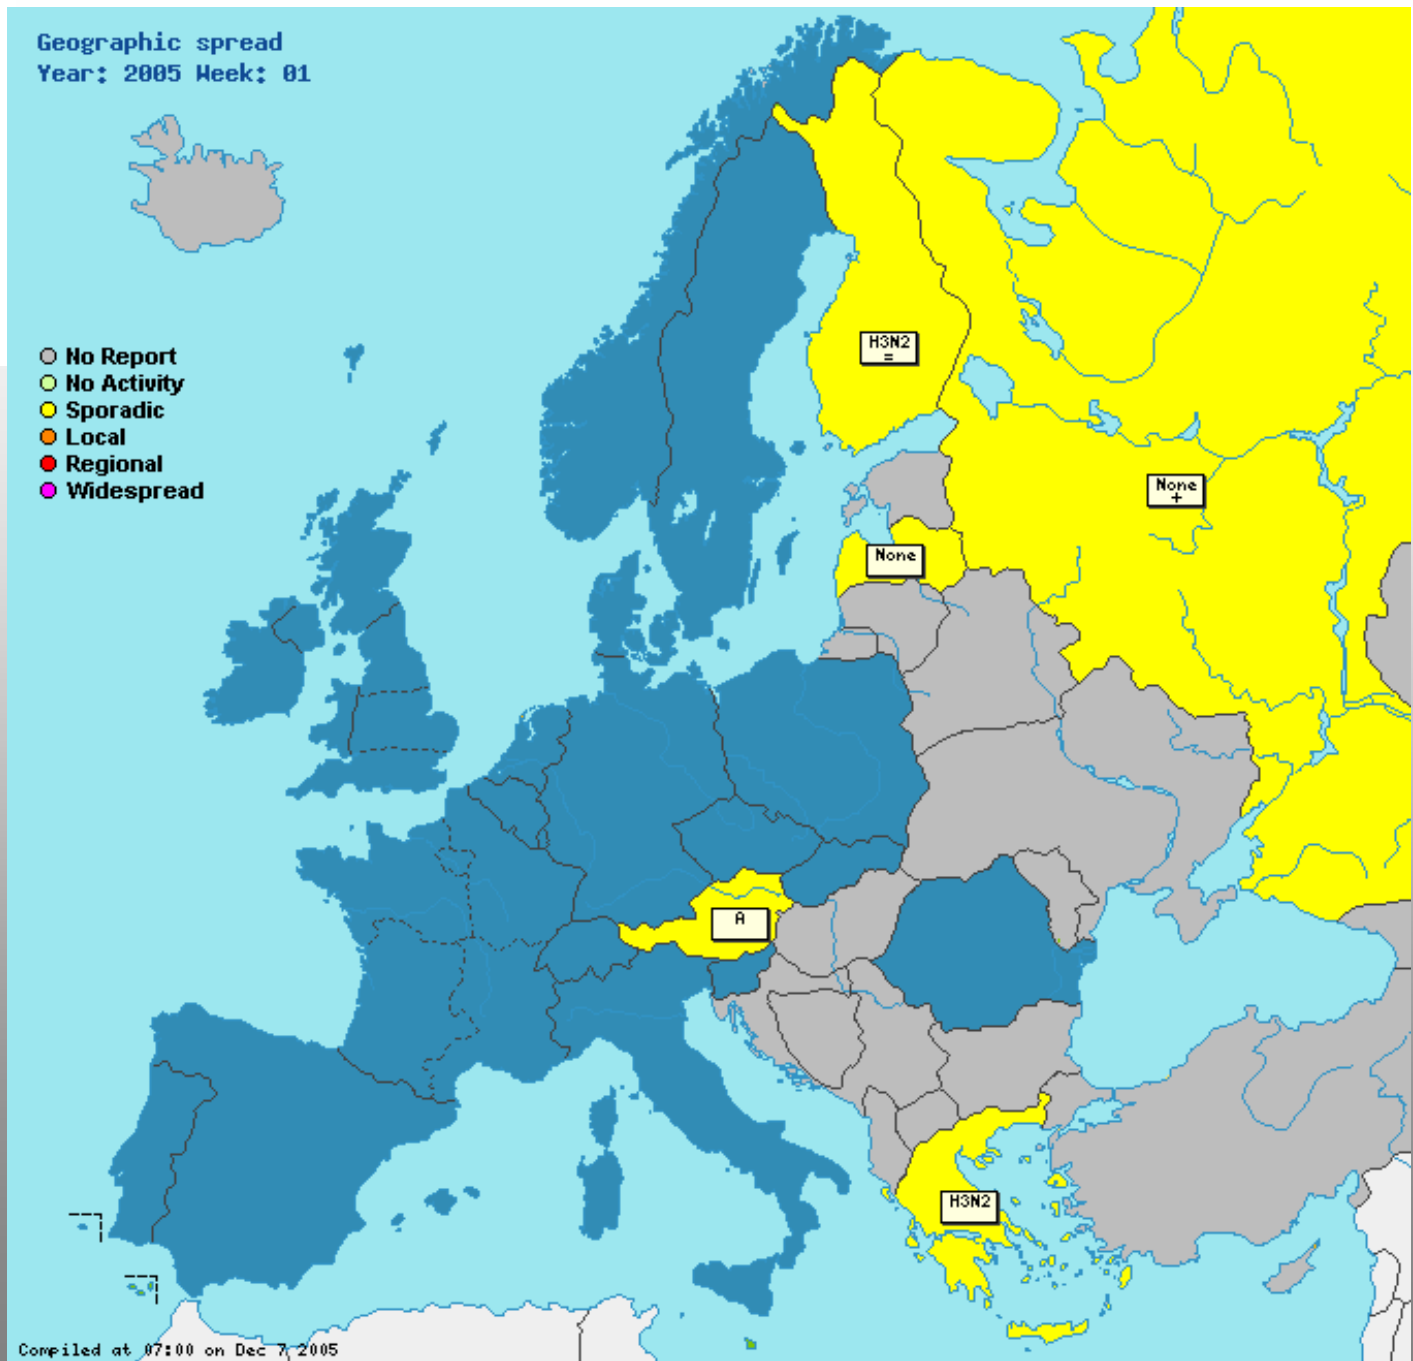 Geographic spread
Year: 2005 Week: 01
No Report
No Activity
Sporadic
Local
Regional
Widespread
H3N2
=
None
+
None
A
H3N2
Compiled at 07:00 on Dec 7 2005